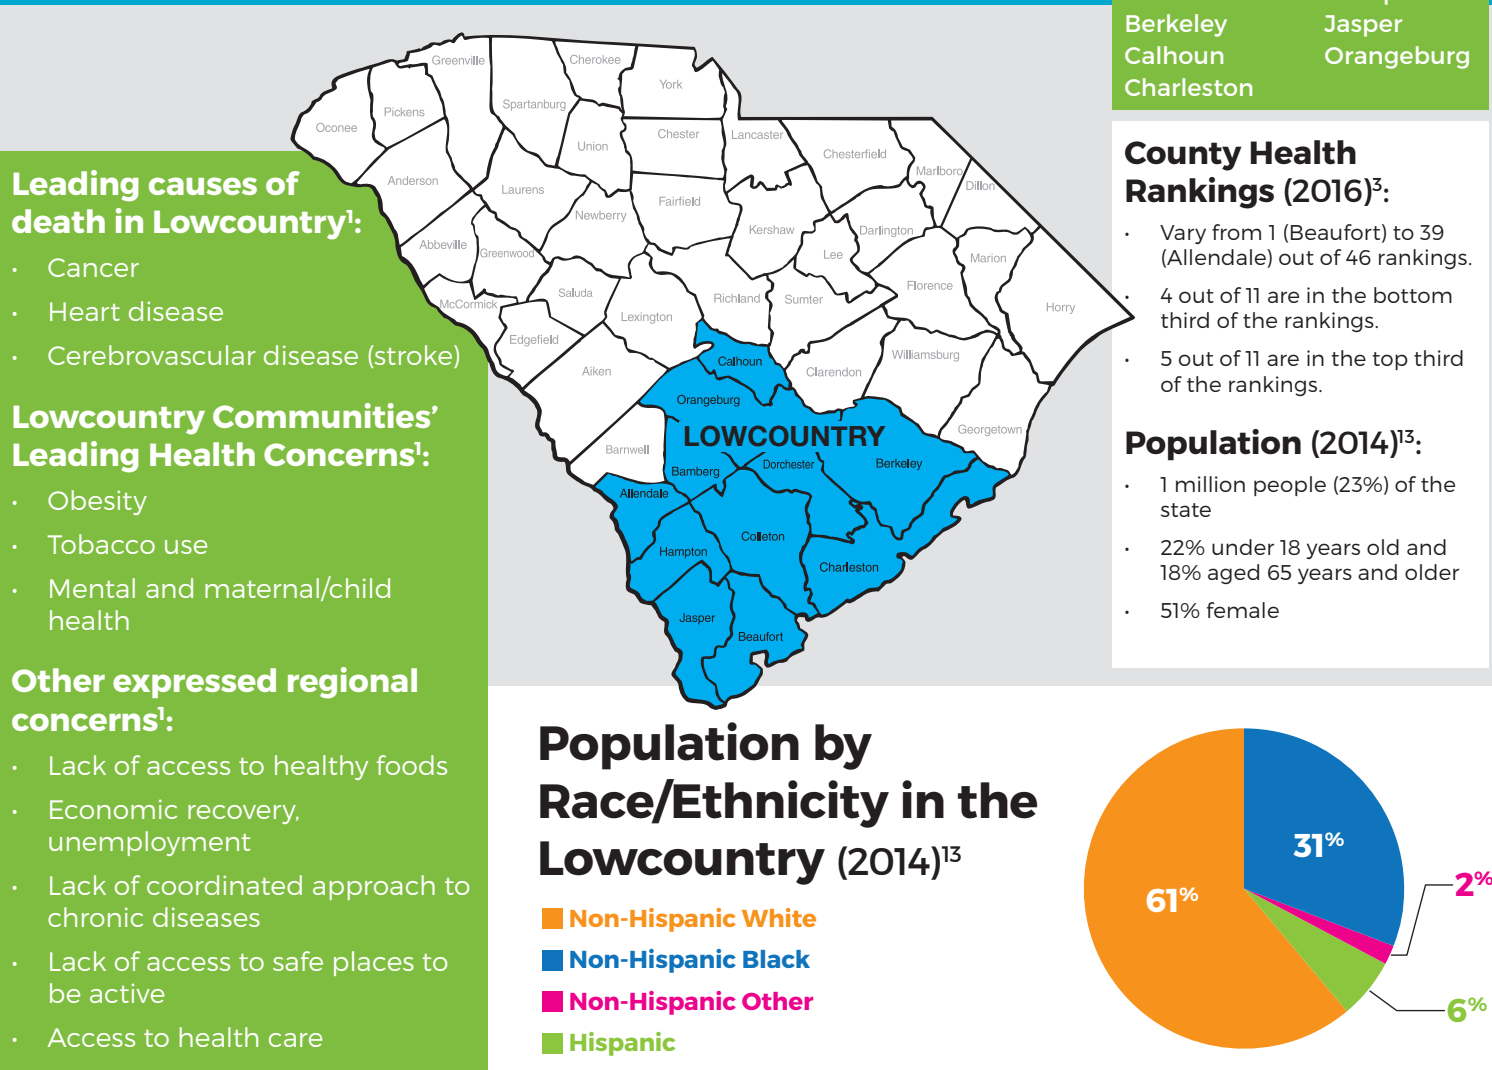 Berkeley
Calhoun
Charleston
Jasper
Orangeburg
Leading causes of
death in Lowcountry¹:
• Cancer
• Heart disease
• Cerebrovascular disease (stroke)
Lowcountry Communities’
Leading Health Concerns¹:
• Obesity
• Tobacco use
• Mental and maternal/child
health
Other expressed regional
concerns¹:
• Lack of access to healthy foods
• Economic recovery,
unemployment
• Lack of coordinated approach to
chronic diseases
• Lack of access to safe places to
be active
• Access to health care
Greenville
Cherokee
York
Pickens
Spartanburg
Oconee
Union
Chester
Lancaster
Chesterfield
Marlboro
Dillon
Anderson
Laurens
Newberry
Fairfield
Kershaw
Darlington
Abbeville
Greenwood
Lee
Marion
McCormick
Saluda
Lexington
Richland
Sumter
Florence
Horry
Edgefield
Aiken
Calhoun
Clarendon
Williamsburg
Orangeburg
Georgetown
LOWCOUNTRY
Barnwell
Bamberg
Dorchester
Berkeley
Allendale
Colleton
Hampton
Charleston
Jasper
Beaufort
County Health
Rankings (2016)³:
• Vary from 1 (Beaufort) to 39
(Allendale) out of 46 rankings.
• 4 out of 11 are in the bottom
third of the rankings.
• 5 out of 11 are in the top third
of the rankings.
Population (2014)¹³:
• 1 million people (23%) of the
state
• 22% under 18 years old and
18% aged 65 years and older
• 51% female
Population by
Race/Ethnicity in the
Lowcountry (2014)¹³
Non-Hispanic White
Non-Hispanic Black
Non-Hispanic Other
Hispanic
31%
2%
61%
6%